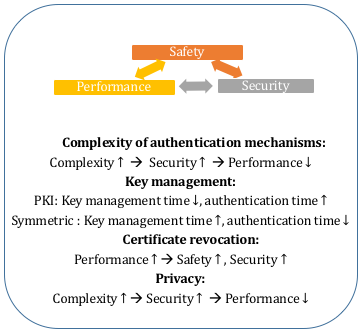 Safety
Performance Security
Complexity of authentication mechanisms:
Complexity↑→ Security↑→Performance↓
Key management:
PKI: Key management time↓, authentication time↑
Symmetric : Key management time↑, authentication time↓
Certificate revocation:
Performance↑→Safety↑, Security↑
Privacy:
Complexity↑→Security↑ →Performance↓